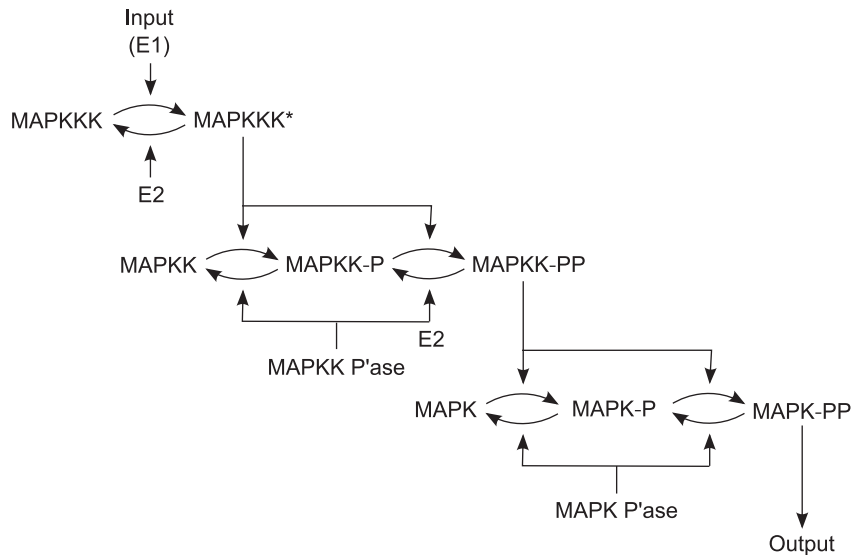 Input
(E1)
MAPKKK
MAPKKK*
E2
MAPKK
MAPKK-P
MAPKK-PP
E2
MAPKK P'ase
MAPK
MAPK-P
MAPK-PP
MAPK P'ase
Output